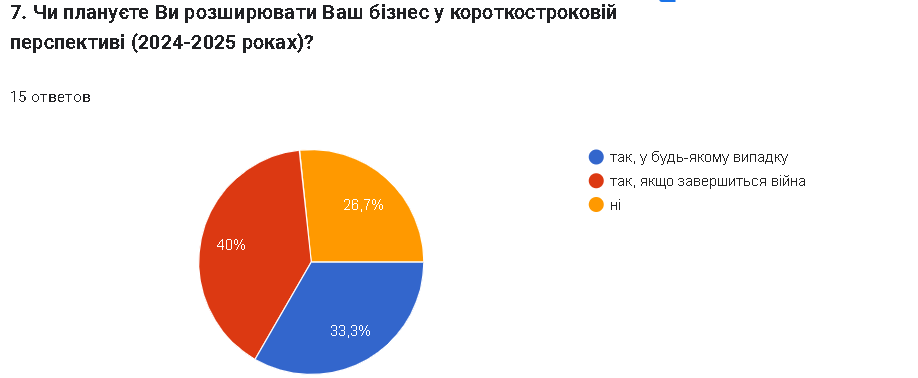 7. Чи плануєте Ви розширювати Ваш бізнес у короткостроковій
перспективі (2024-2025 роках)?
15 ответов
так, у будь-якому випадку
так, якщо завершиться війна
ні
26,7%
40%
33,3%